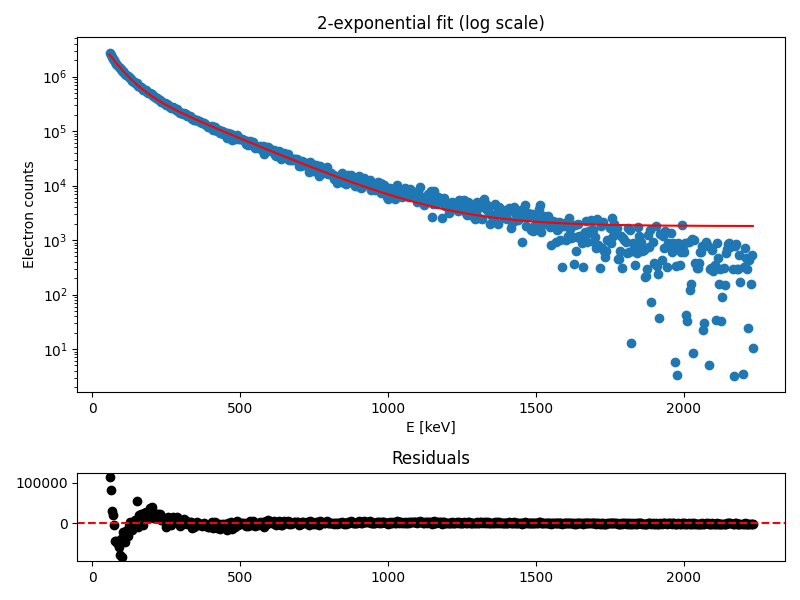 2-exponential fit (log scale)
Electron counts
10^6
10^5
10^4
10^3
10^2
10^1
0 500 1000 1500 2000
E [keV]
Residuals
100000
0
0 500 1000 1500 2000